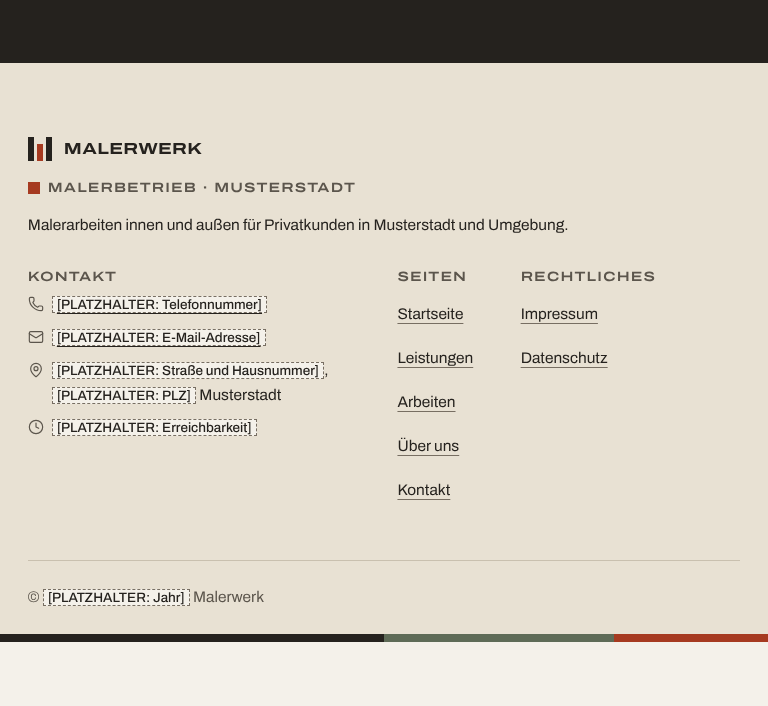 MALERWERK
MALERBETRIEB · MUSTERSTADT
Malerarbeiten innen und außen für Privatkunden in Musterstadt und Umgebung.
KONTAKT
[PLATZHALTER: Telefonnummer]
[PLATZHALTER: E-Mail-Adresse]
[PLATZHALTER: Straße und Hausnummer],
[PLATZHALTER: PLZ] Musterstadt
[PLATZHALTER: Erreichbarkeit]
SEITEN
Startseite
Leistungen
Arbeiten
Über uns
Kontakt
RECHTLICHES
Impressum
Datenschutz
© [PLATZHALTER: Jahr] Malerwerk